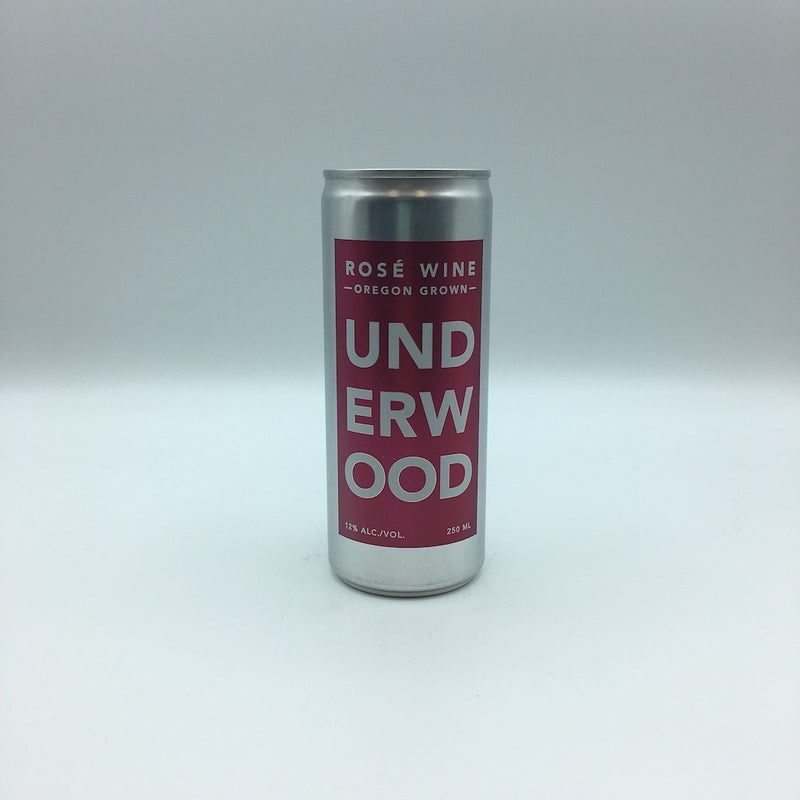 ROSÉ WINE
—OREGON GROWN—
UND
ERW
OOD
12% ALC./VOL. 250 ML